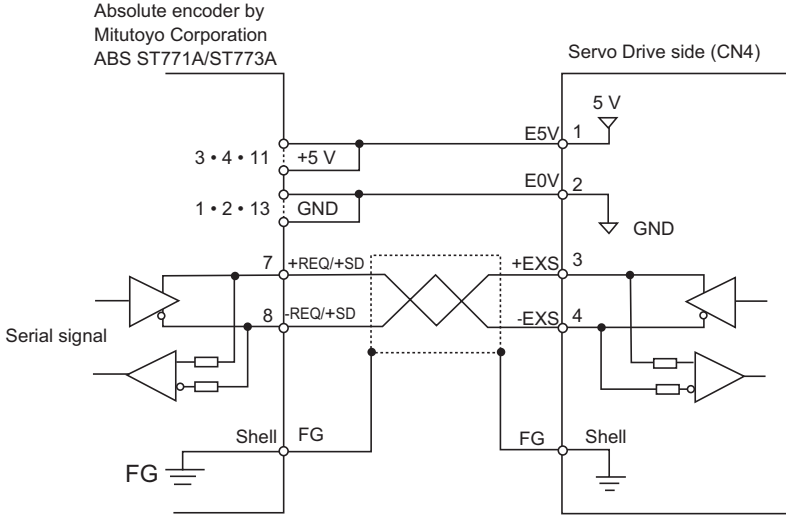 Absolute encoder by
Mitutoyo Corporation
ABS ST771A/ST773A
Servo Drive side (CN4)
5 V
E5V 1
3 • 4 • 11 +5 V
E0V 2
1 • 2 • 13 GND
GND
7 +REQ/+SD +EXS 3
8 -REQ/+SD -EXS 4
Serial signal
Shell FG FG Shell
FG